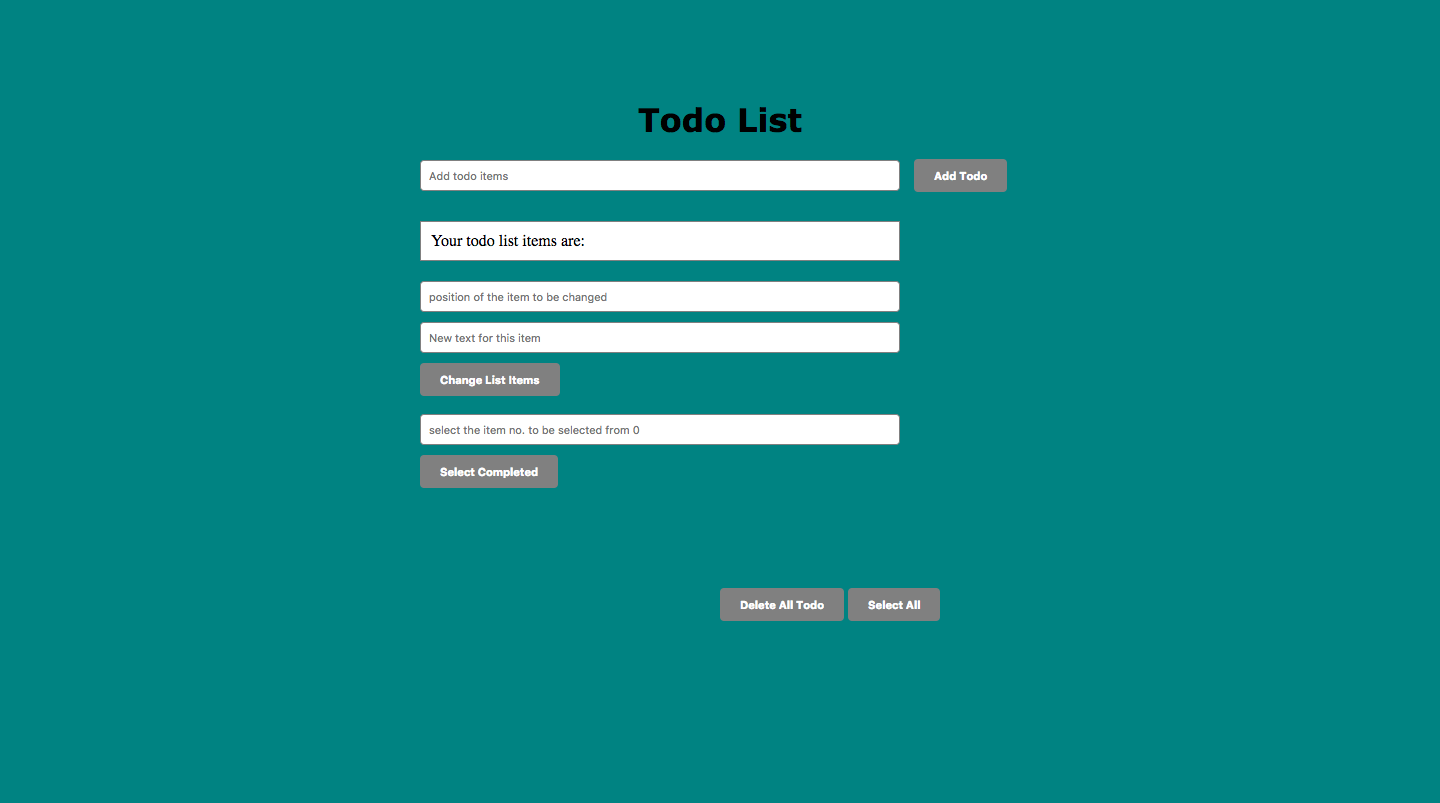 Todo List
Add todo items
Add Todo
Your todo list items are:
position of the item to be changed
New text for this item
Change List Items
select the item no. to be selected from 0
Select Completed
Delete All Todo
Select All